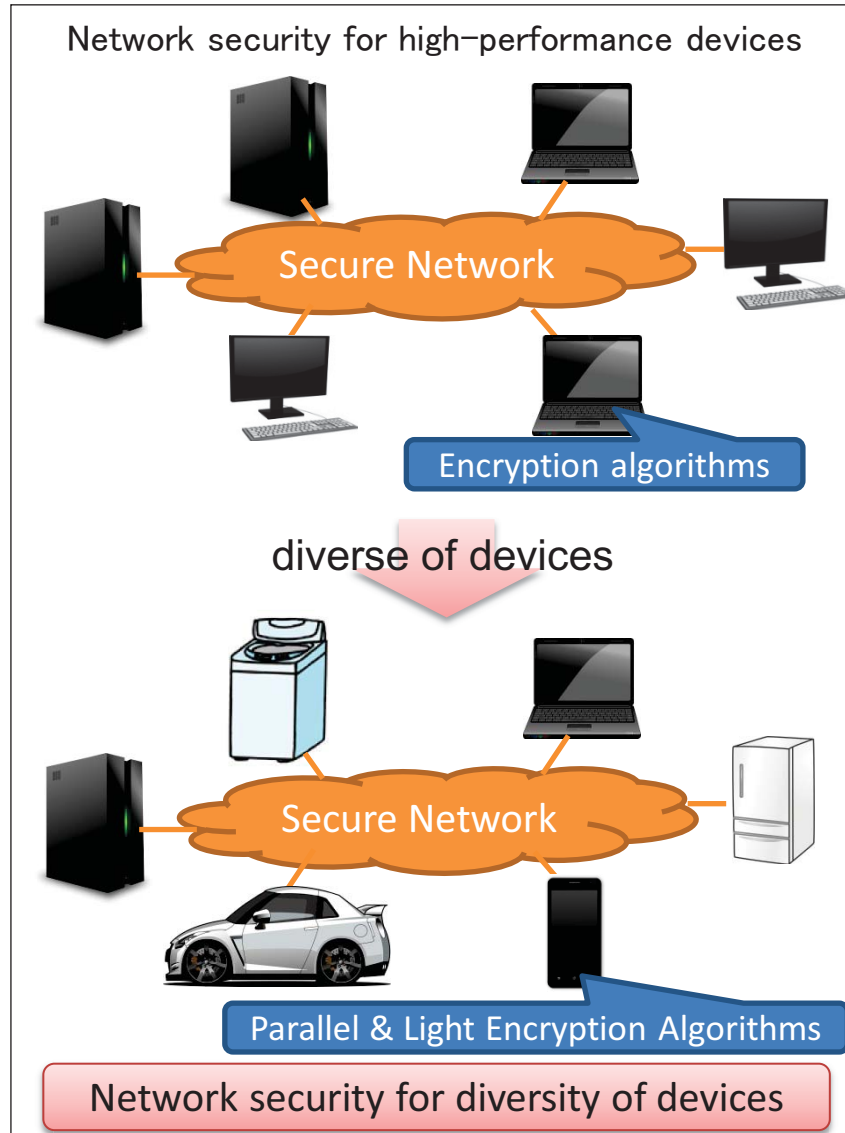 Network security for high-performance devices
Secure Network
Encryption algorithms
diverse of devices
Secure Network
Parallel & Light Encryption Algorithms
Network security for diversity of devices